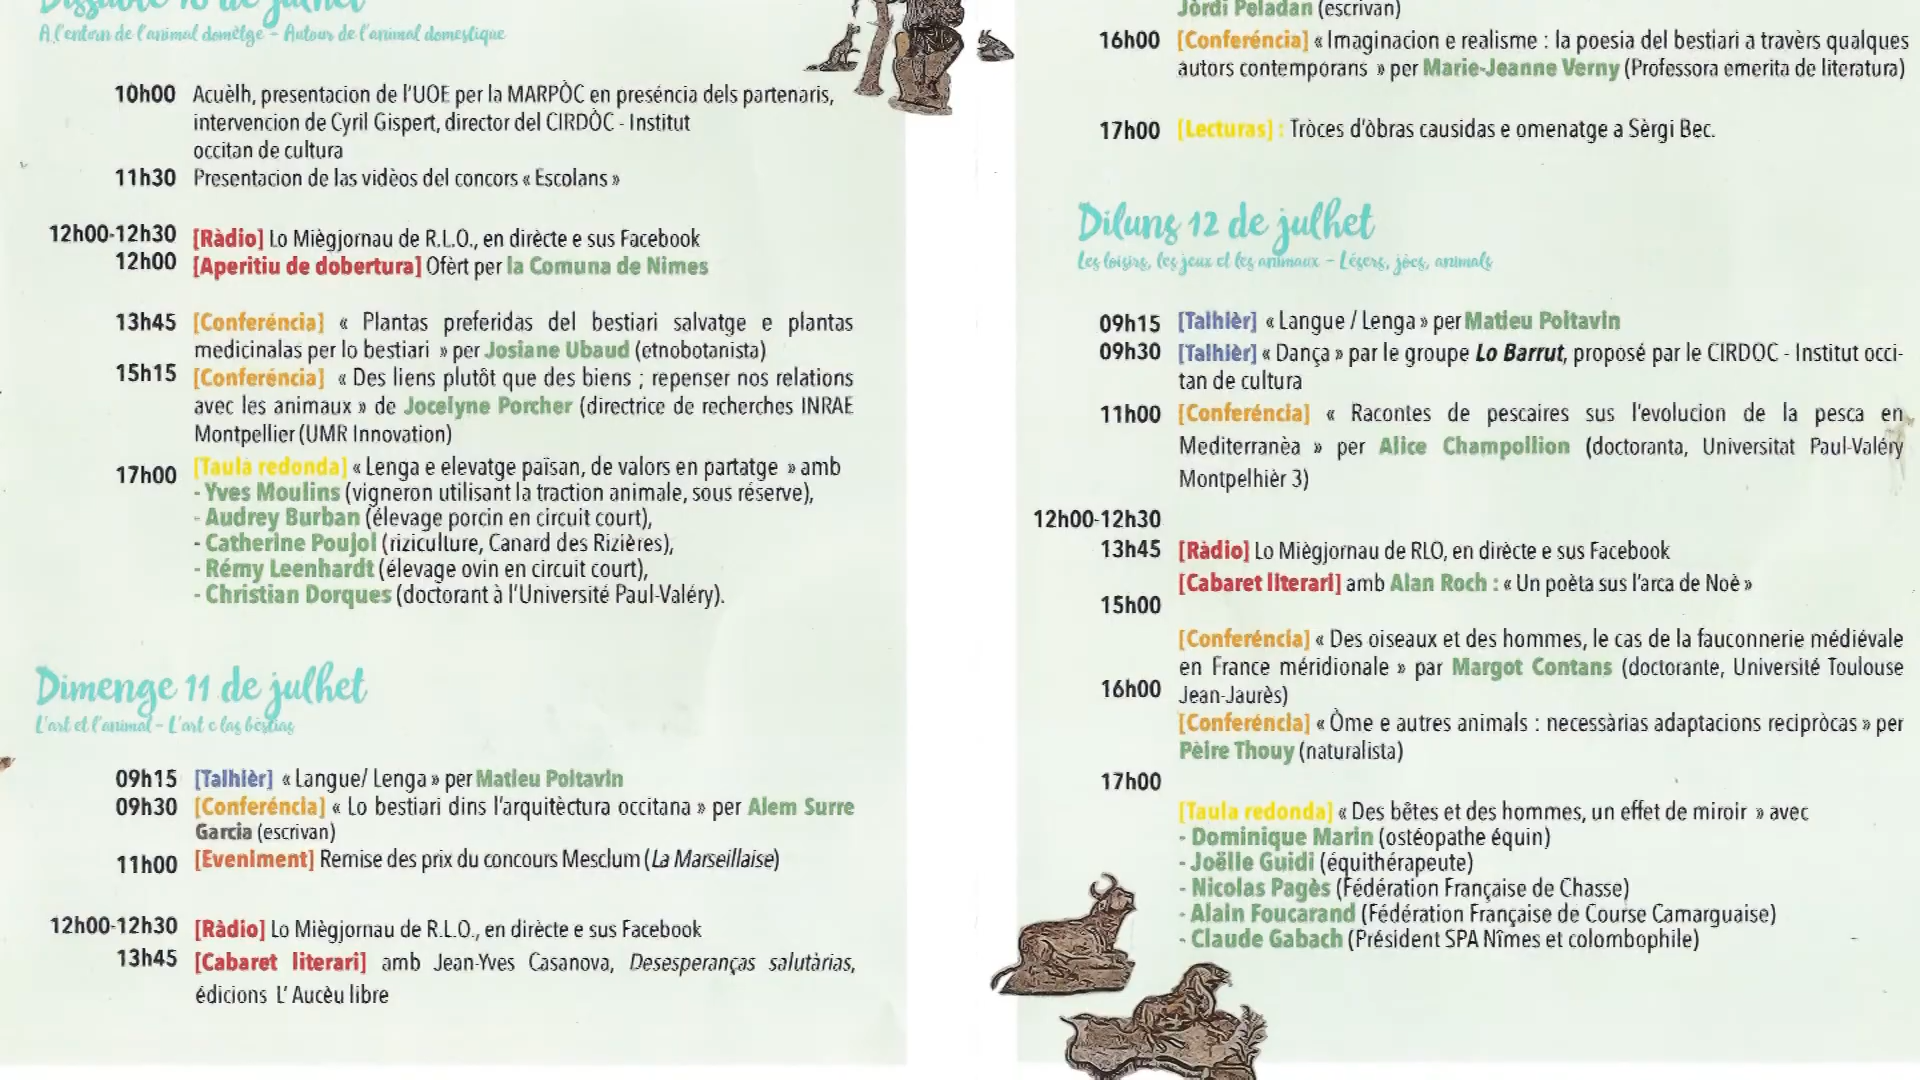 Dissabte 10 de julhet
A l'entorn de l'animal domètge - Autour de l'animal domestique
10h00 Acuèlh, presentacion de l'UOE per la MARPÒC en preséncia dels partenaris,
intervencion de Cyril Gispert, director del CIRDÒC - Institut
occitan de cultura
11h30 Presentacion de las vidèos del concors « Escolans »
12h00-12h30 [Ràdio] Lo Miègjornau de R.L.O., en dirècte e sus Facebook
12h00 [Aperitiu de dobertura] Ofèrt per la Comuna de Nimes
13h45 [Conferéncia] « Plantas preferidas del bestiari salvatge e plantas
medicinalas per lo bestiari » per Josiane Ubaud (etnobotanista)
15h15 [Conferéncia] « Des liens plutôt que des biens ; repenser nos relations
avec les animaux » de Jocelyne Porcher (directrice de recherches INRAE
Montpellier (UMR Innovation)
17h00 [Taula redonda] « Lenga e elevatge païsan, de valors en partatge » amb
- Yves Moulins (vigneron utilisant la traction animale, sous réserve),
- Audrey Burban (élevage porcin en circuit court),
- Catherine Poujol (riziculture, Canard des Rizières),
- Rémy Leenhardt (élevage ovin en circuit court),
- Christian Dorques (doctorant à l'Université Paul-Valéry).
Dimenge 11 de julhet
L'art et l'animal - L'art e las bèstias
09h15 [Talhièr] « Langue/ Lenga » per Matieu Poitavin
09h30 [Conferéncia] « Lo bestiari dins l'arquitèctura occitana » per Alem Surre
Garcia (escrivan)
11h00 [Eveniment] Remise des prix du concours Mesclum (La Marseillaise)
12h00-12h30 [Ràdio] Lo Miègjornau de R.L.O., en dirècte e sus Facebook
13h45 [Cabaret literari] amb Jean-Yves Casanova, Desesperanças salutàrias,
édicions L' Aucèu libre
Jòrdi Peladan (escrivan)
16h00 [Conferéncia] « Imaginacion e realisme : la poesia del bestiari a travèrs qualques
autors contemporans » per Marie-Jeanne Verny (Professora emerita de literatura)
17h00 [Lecturas] : Tròces d'òbras causidas e omenatge a Sèrgi Bec.
Diluns 12 de julhet
Les loisirs, les jeux et les animaux - Lésers, jòcs, animals
09h15 [Talhièr] « Langue / Lenga » per Matieu Poitavin
09h30 [Talhièr] « Dança » par le groupe Lo Barrut, proposé par le CIRDOC - Institut occi-
tan de cultura
11h00 [Conferéncia] « Racontes de pescaires sus l'evolucion de la pesca en
Mediterranèa » per Alice Champollion (doctoranta, Universitat Paul-Valéry
Montpelhièr 3)
12h00-12h30
13h45 [Ràdio] Lo Miègjornau de RLO, en dirècte e sus Facebook
[Cabaret literari] amb Alan Roch : « Un poèta sus l'arca de Noè »
15h00
[Conferéncia] « Des oiseaux et des hommes, le cas de la fauconnerie médiévale
en France méridionale » par Margot Contans (doctorante, Université Toulouse
16h00 Jean-Jaurès)
[Conferéncia] « Òme e autres animals : necessàrias adaptacions recipròcas » per
Pèire Thouy (naturalista)
17h00
[Taula redonda] « Des bêtes et des hommes, un effet de miroir » avec
- Dominique Marin (ostéopathe équin)
- Joëlle Guidi (équithérapeute)
- Nicolas Pagès (Fédération Française de Chasse)
- Alain Foucarand (Fédération Française de Course Camarguaise)
- Claude Gabach (Président SPA Nîmes et colombophile)